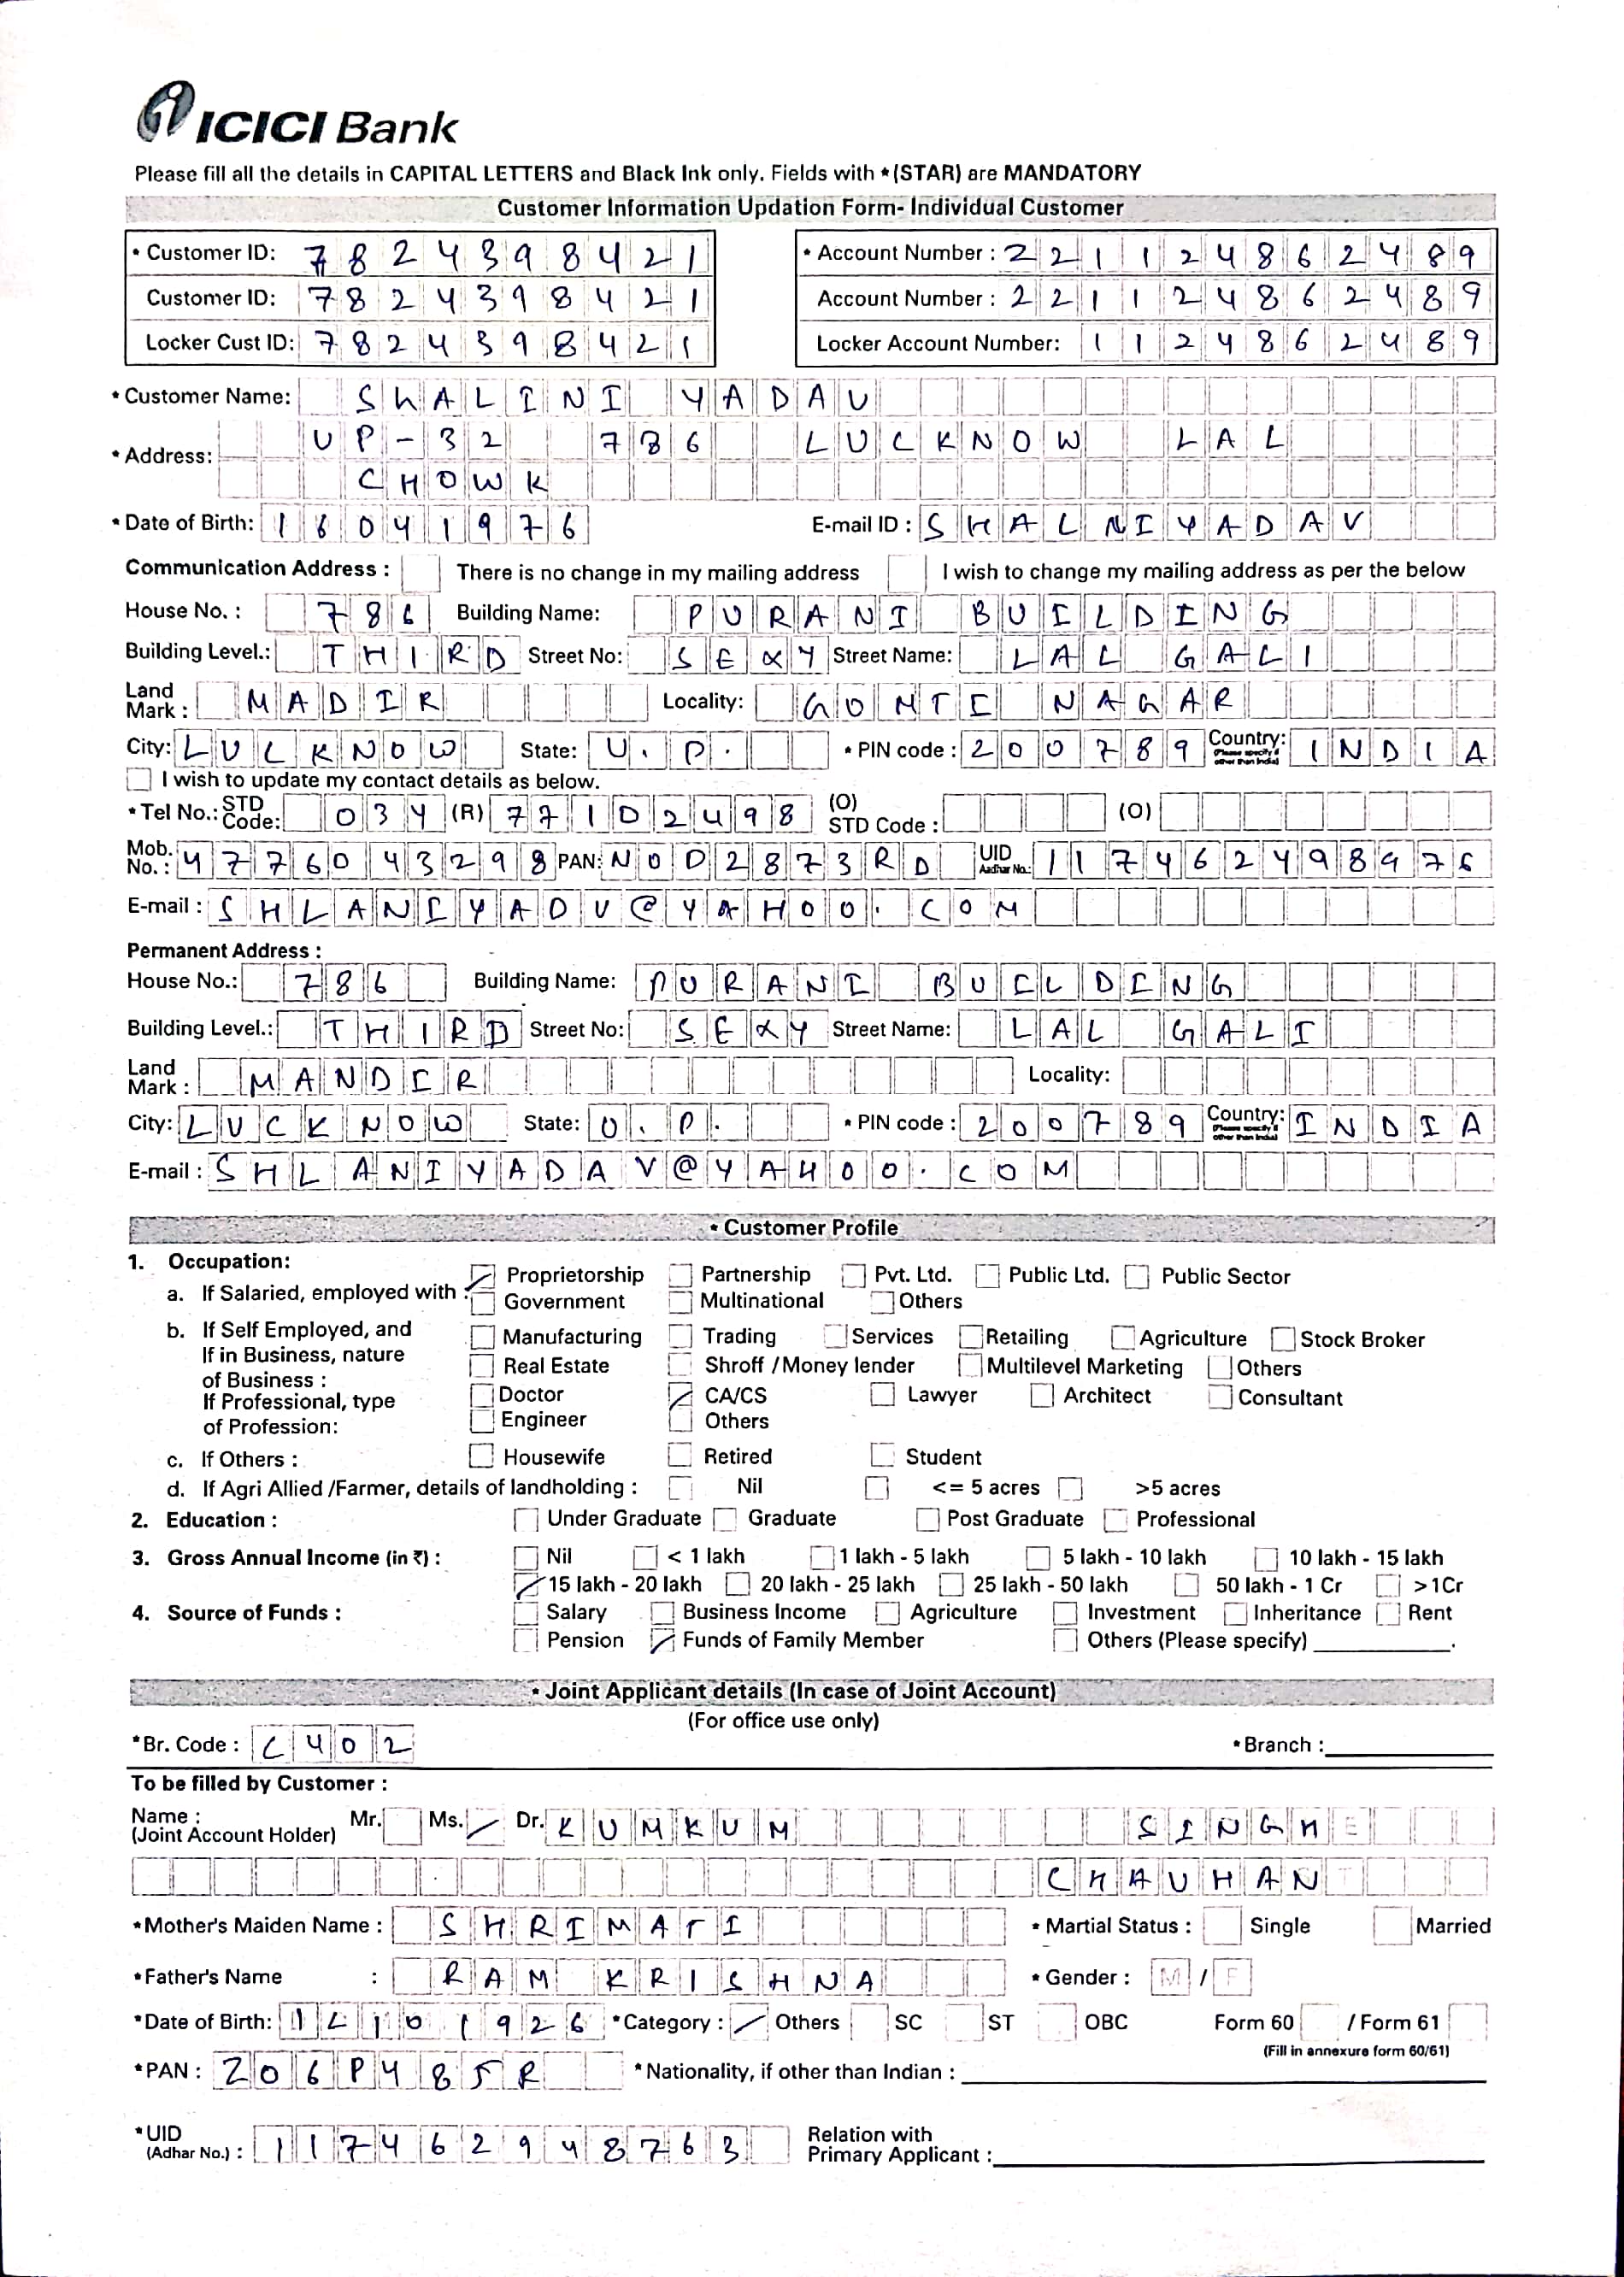 ICICI Bank
Please fill all the details in CAPITAL LETTERS and Black Ink only. Fields with *(STAR) are MANDATORY
Customer Information Updation Form- Individual Customer
* Customer ID: 7824398421 * Account Number : 221124862489
Customer ID: 7824398421 Account Number : 221124862489
Locker Cust ID: 7824398421 Locker Account Number: 1124862489
* Customer Name: ShALINI YADAV
* Address: UP-32 786 LUCKNOW LAL
CHOWK
* Date of Birth: 16041976 E-mail ID : SHALNIYADAV
Communication Address : There is no change in my mailing address I wish to change my mailing address as per the below
House No. : 786 Building Name: PURANI BUILDING
Building Level.: THIRD Street No: SEXY Street Name: LAL GALI
Land Mark : MADIR Locality: GOMTI NAGAR
City: LUCKNOW State: U.P. * PIN code : 200789 Country: (Please specify if other than India) INDIA
I wish to update my contact details as below.
* Tel No.: STD Code: 034 (R) 77102498 (O) STD Code : (O)
Mob. No. : 4776043298 PAN: NOD2873RD UID Aadhar No.: 117462498976
E-mail : SHLANIYADV@YAHOO.COM
Permanent Address :
House No.: 786 Building Name: PURANI BUILDING
Building Level.: THIRD Street No: SEXY Street Name: LAL GALI
Land Mark : MANDIR Locality:
City: LUCKNOW State: U.P. * PIN code : 200789 Country: (Please specify if other than India) INDIA
E-mail : SHLANIYADAV@YAHOO.COM
* Customer Profile
1. Occupation:
a. If Salaried, employed with : Proprietorship Partnership Pvt. Ltd. Public Ltd. Public Sector
Government Multinational Others
b. If Self Employed, and If in Business, nature of Business : Manufacturing Trading Services Retailing Agriculture Stock Broker
Real Estate Shroff /Money lender Multilevel Marketing Others
If Professional, type of Profession: Doctor CA/CS Lawyer Architect Consultant
Engineer Others
c. If Others : Housewife Retired Student
d. If Agri Allied /Farmer, details of landholding : Nil <= 5 acres >5 acres
2. Education : Under Graduate Graduate Post Graduate Professional
3. Gross Annual Income (in ₹) : Nil < 1 lakh 1 lakh - 5 lakh 5 lakh - 10 lakh 10 lakh - 15 lakh
15 lakh - 20 lakh 20 lakh - 25 lakh 25 lakh - 50 lakh 50 lakh - 1 Cr >1Cr
4. Source of Funds : Salary Business Income Agriculture Investment Inheritance Rent
Pension Funds of Family Member Others (Please specify)
* Joint Applicant details (In case of Joint Account)
(For office use only)
*Br. Code : C402 * Branch :
To be filled by Customer :
Name : (Joint Account Holder) Mr. Ms. Dr. KUMKUM SINGH
CHAUHAN
*Mother's Maiden Name : SHRIMATI * Martial Status : Single Married
*Father's Name : RAM KRISHNA * Gender : M / F
*Date of Birth: *Category : Others SC ST OBC Form 60 / Form 61
(Fill in annexure form 60/61)
*PAN : 206P485R * Nationality, if other than Indian :
*UID (Adhar No.) : 117462948763 Relation with Primary Applicant :